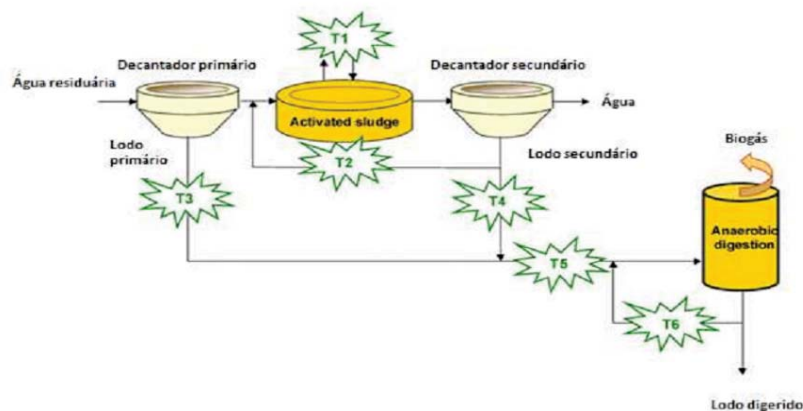 T1
Decantador primário
Decantador secundário
Água residuária
Água
Activated sludge
Biogás
Lodo
primário
T2
Lodo secundário
T3
T4
Anaerobic
digestion
T5
T6
Lodo digerido